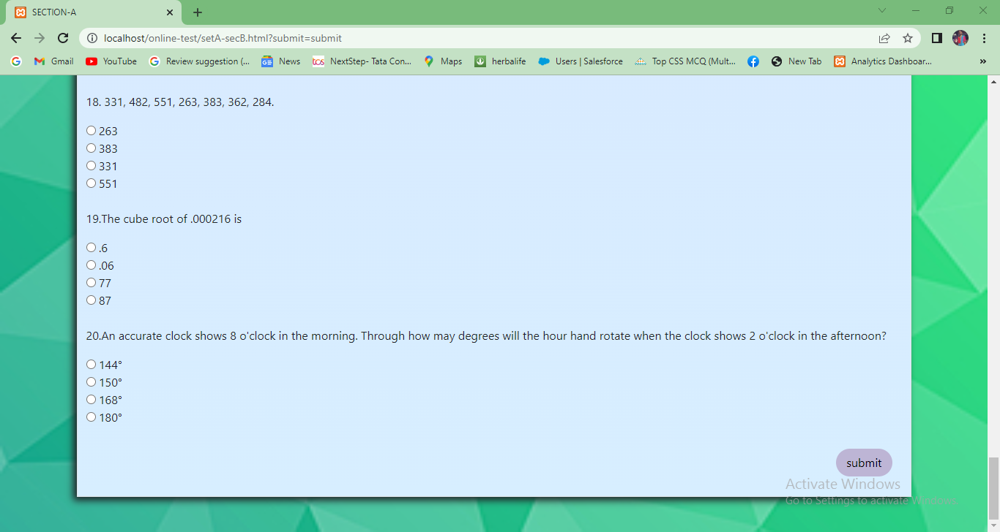 SECTION-A
localhost/online-test/setA-secB.html?submit=submit
Gmail YouTube Review suggestion (... News NextStep- Tata Con... Maps herbalife Users | Salesforce Top CSS MCQ (Mult... New Tab Analytics Dashboar... »
18. 331, 482, 551, 263, 383, 362, 284.
263
383
331
551
19.The cube root of .000216 is
.6
.06
77
87
20.An accurate clock shows 8 o'clock in the morning. Through how may degrees will the hour hand rotate when the clock shows 2 o'clock in the afternoon?
144°
150°
168°
180°
submit
Activate Windows
Go to Settings to activate Windows.